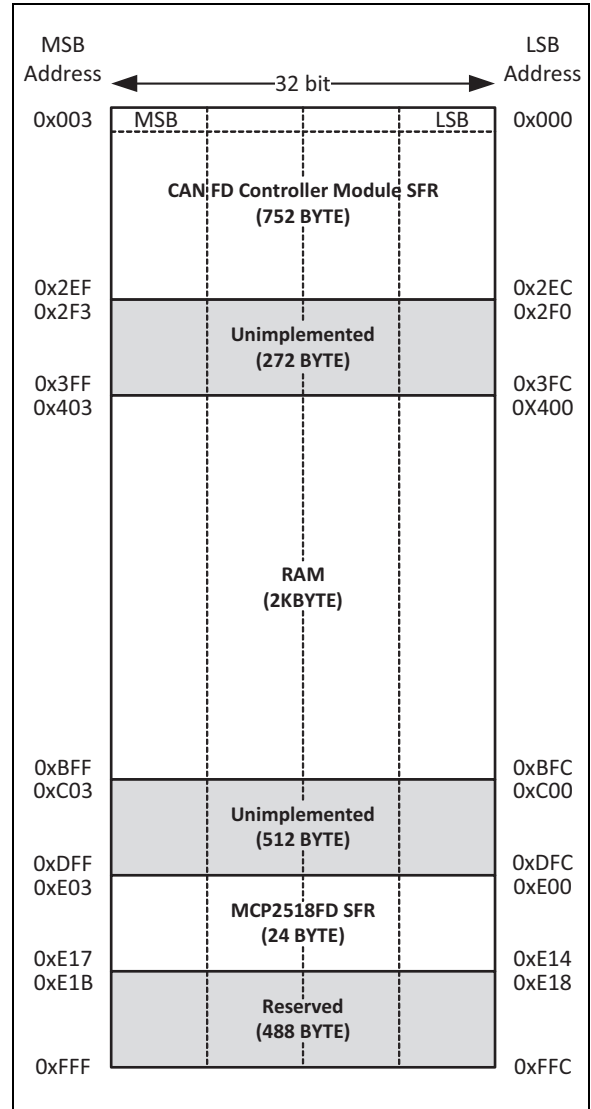 MSB Address
LSB Address
32 bit
0x003 MSB LSB 0x000
CAN FD Controller Module SFR
(752 BYTE)
0x2EF 0x2EC
0x2F3 0x2F0
Unimplemented
(272 BYTE)
0x3FF 0x3FC
0x403 0X400
RAM
(2KBYTE)
0xBFF 0xBFC
0xC03 0xC00
Unimplemented
(512 BYTE)
0xDFF 0xDFC
0xE03 0xE00
MCP2518FD SFR
(24 BYTE)
0xE17 0xE14
0xE1B 0xE18
Reserved
(488 BYTE)
0xFFF 0xFFC